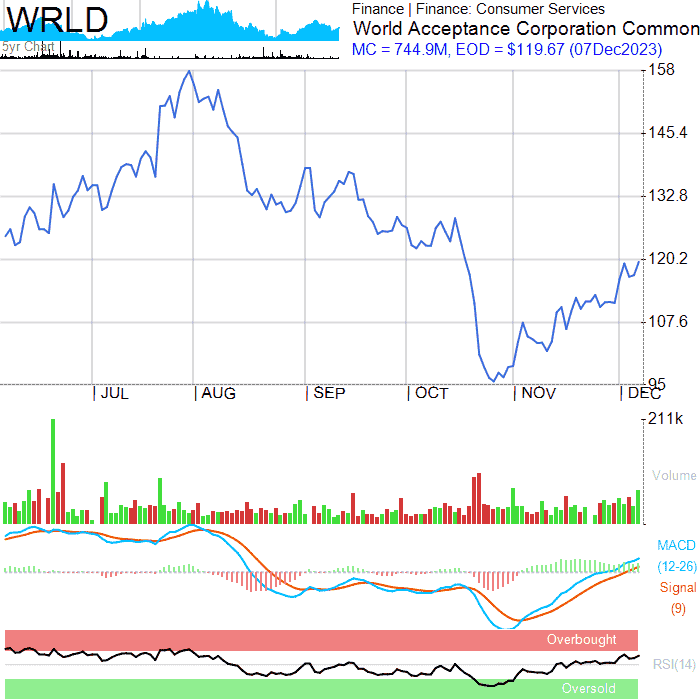 WRLD
5yr Chart
Finance | Finance: Consumer Services
World Acceptance Corporation Common
MC = 744.9M, EOD = $119.67 (07Dec2023)
158
145.4
132.8
120.2
107.6
95
JUL AUG SEP OCT NOV DEC
211k
Volume
MACD
(12-26)
Signal
(9)
Overbought
RSI(14)
Oversold